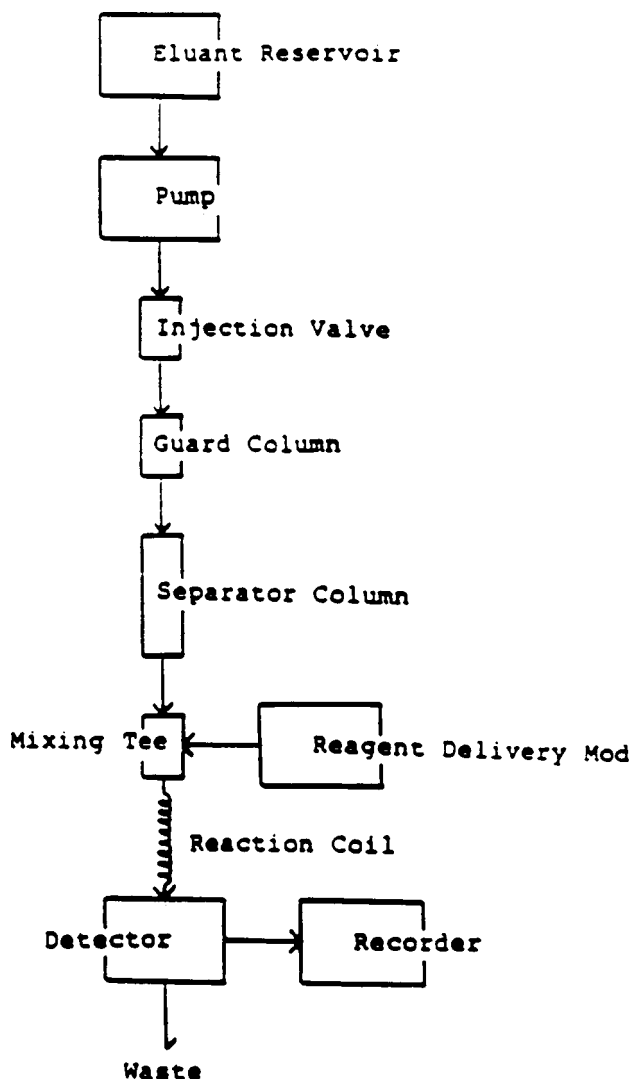 Eluant Reservoir
Pump
Injection Valve
Guard Column
Separator Column
Mixing Tee
Reagent Delivery Mod
Reaction Coil
Detector
Recorder
Waste